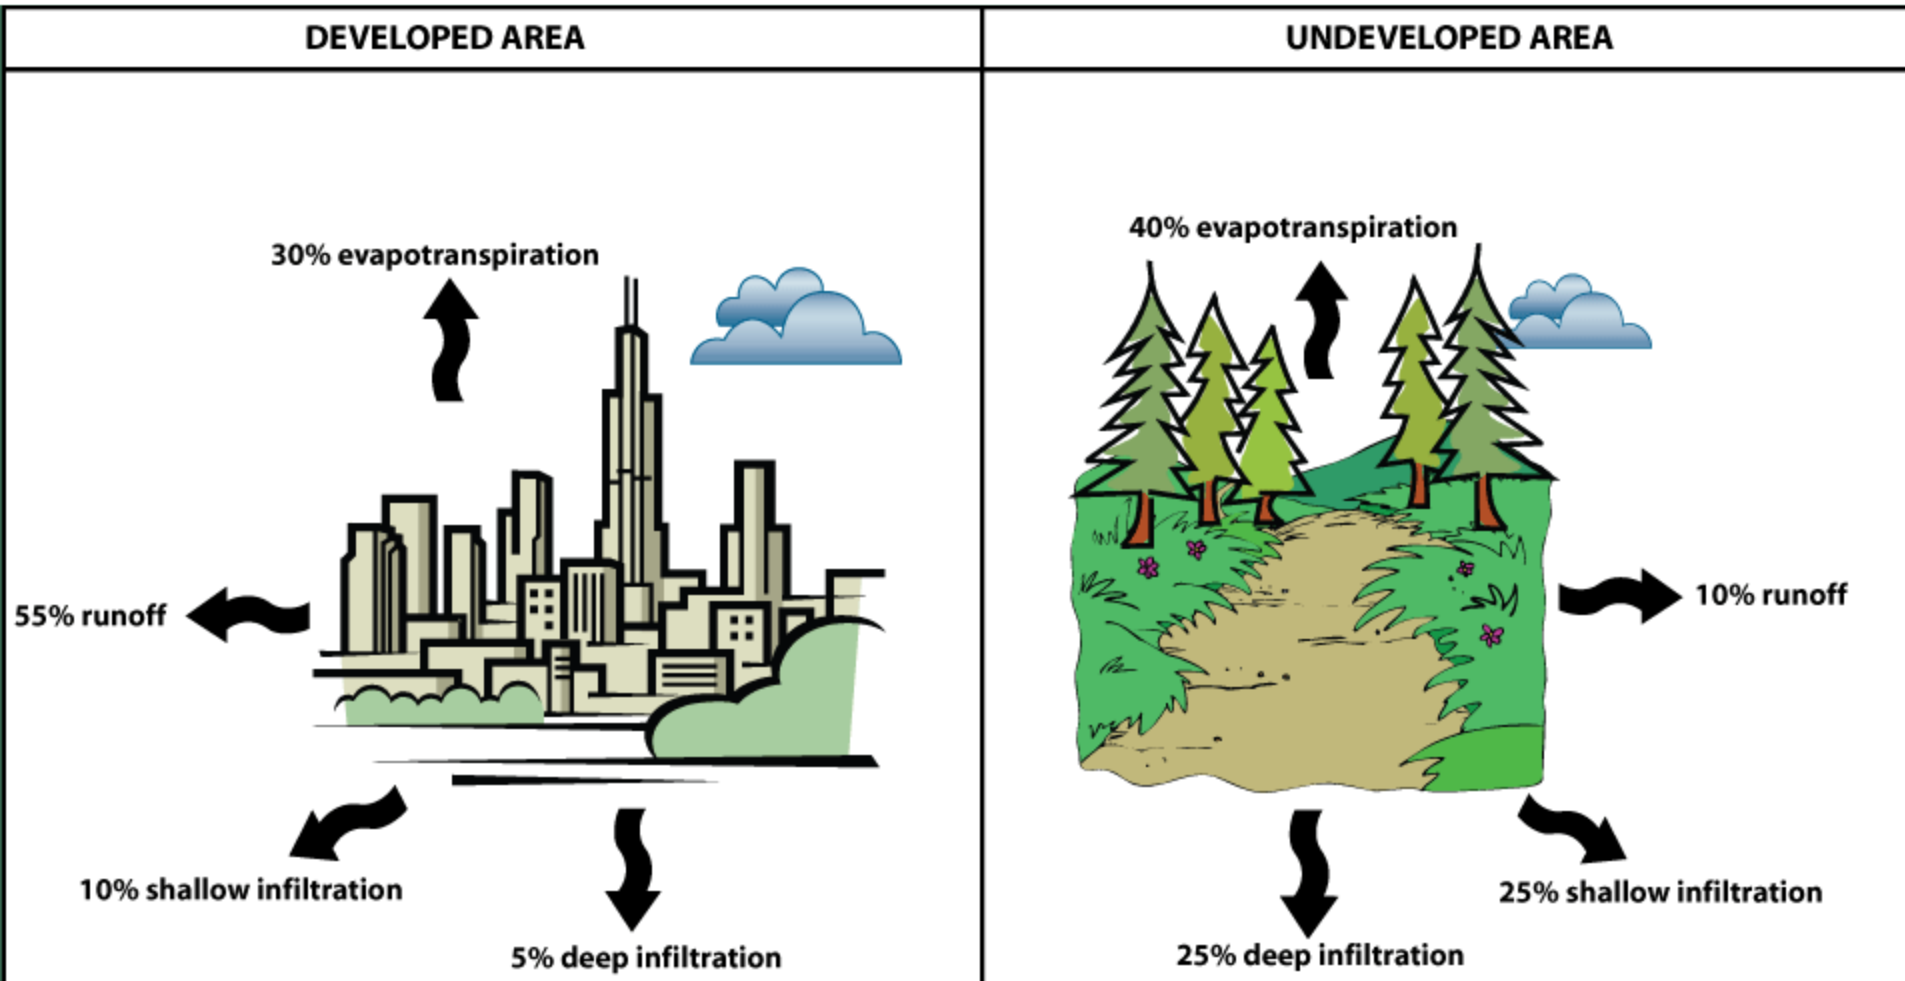 DEVELOPED AREA
30% evapotranspiration
55% runoff
10% shallow infiltration
5% deep infiltration
UNDEVELOPED AREA
40% evapotranspiration
10% runoff
25% shallow infiltration
25% deep infiltration